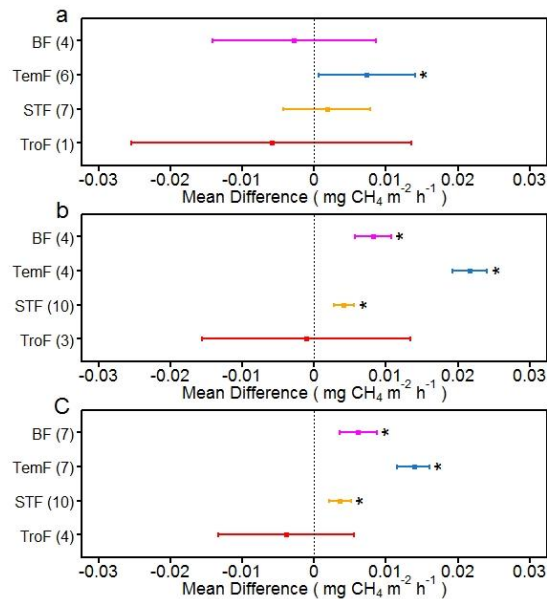 a
BF (4)
TemF (6)
*
STF (7)
TroF (1)
-0.03 -0.02 -0.01 0 0.01 0.02 0.03
Mean Difference ( mg CH₄ m⁻² h⁻¹ )
b
BF (4)
*
TemF (4)
*
STF (10)
*
TroF (3)
-0.03 -0.02 -0.01 0 0.01 0.02 0.03
Mean Difference ( mg CH₄ m⁻² h⁻¹ )
C
BF (7)
*
TemF (7)
*
STF (10)
*
TroF (4)
-0.03 -0.02 -0.01 0 0.01 0.02 0.03
Mean Difference ( mg CH₄ m⁻² h⁻¹ )